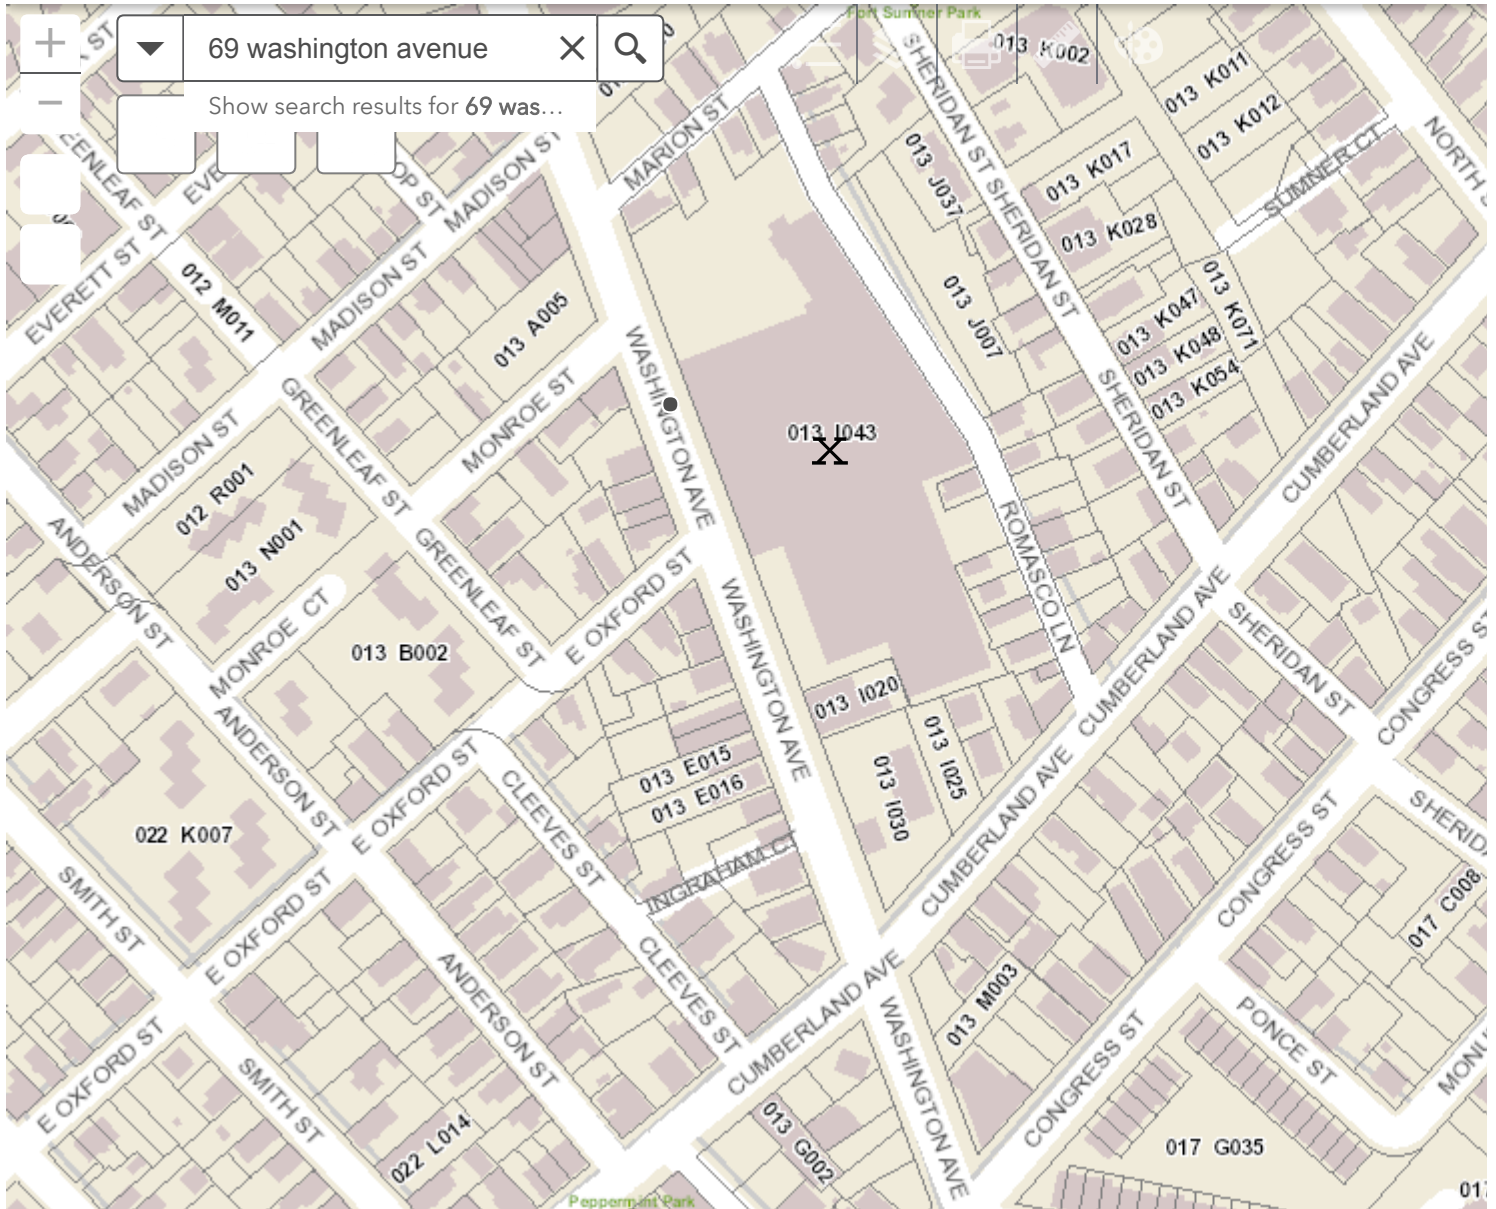 Fort Sumner Park
69 washington avenue
Show search results for 69 was...
013 K002
SHERIDAN ST
SHERIDAN ST
013 K011
013 K012
013 K017
SUMNER CT
MARION ST
MADISON ST
013 J037
013 K028
EVERETT ST
012 M011
MADISON ST
013 A005
013 J007
013 K047
013 K071
013 K048
013 K054
CUMBERLAND AVE
WASHINGTON AVE
GREENLEAF ST
MONROE ST
SHERIDAN ST
MADISON ST
013 I043
012 R001
013 N001
ANDERSON ST
GREENLEAF ST
ROMASCO LN
MONROE CT
013 B002
E OXFORD ST
WASHINGTON AVE
CUMBERLAND AVE
SHERIDAN ST
CONGRESS ST
013 I020
ANDERSON ST
E OXFORD ST
CLEEVES ST
013 E015
013 E016
013 I025
013 I030
CUMBERLAND AVE
022 K007
INGRAHAM CT
CONGRESS ST
SMITH ST
E OXFORD ST
017 C008
CLEEVES ST
ANDERSON ST
CUMBERLAND AVE
013 M003
WASHINGTON AVE
PONCE ST
E OXFORD ST
SMITH ST
CONGRESS ST
022 L014
013 G002
017 G035
Peppermint Park